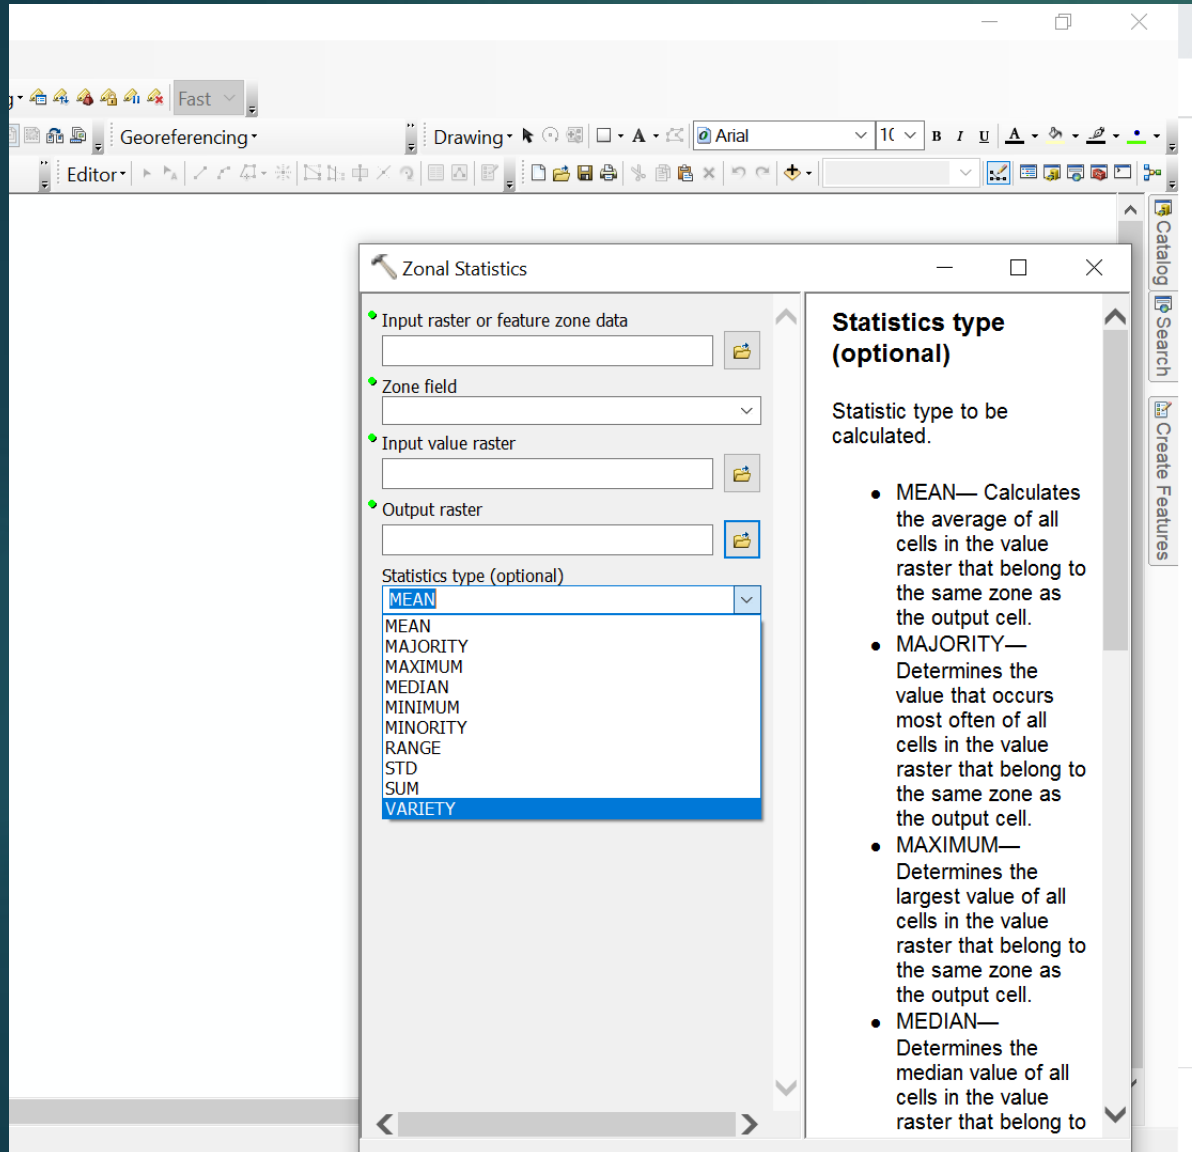 Fast
Georeferencing
Drawing
A
Arial
1(
B I U A
Editor
Catalog
Search
Create Features
Zonal Statistics
Input raster or feature zone data
Zone field
Input value raster
Output raster
Statistics type (optional)
MEAN
MEAN
MAJORITY
MAXIMUM
MEDIAN
MINIMUM
MINORITY
RANGE
STD
SUM
VARIETY
Statistics type
(optional)
Statistic type to be
calculated.
• MEAN— Calculates
the average of all
cells in the value
raster that belong to
the same zone as
the output cell.
• MAJORITY—
Determines the
value that occurs
most often of all
cells in the value
raster that belong to
the same zone as
the output cell.
• MAXIMUM—
Determines the
largest value of all
cells in the value
raster that belong to
the same zone as
the output cell.
• MEDIAN—
Determines the
median value of all
cells in the value
raster that belong to